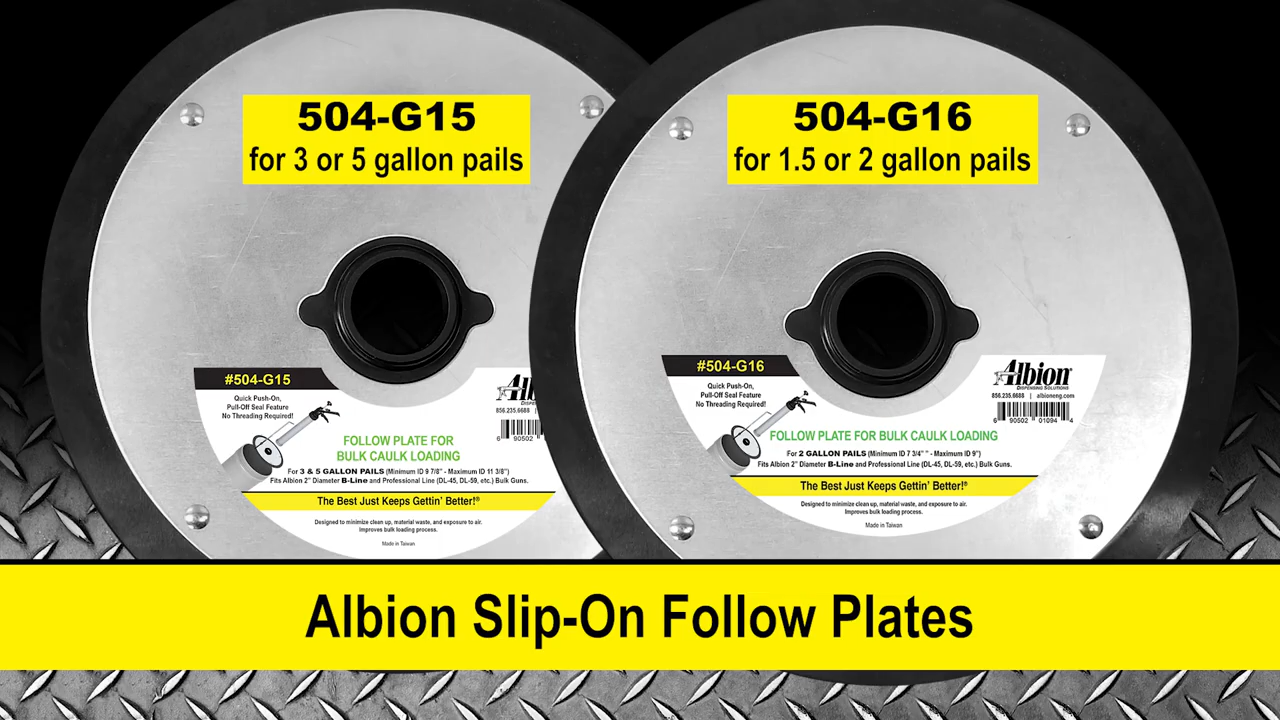 504-G15
for 3 or 5 gallon pails
#504-G15
Quick Push-On,
Pull-Off Seal Feature
No Threading Required!
856.235.6688 |
6 90502
FOLLOW PLATE FOR
BULK CAULK LOADING
For 3 & 5 GALLON PAILS (Minimum ID 9 7/8" - Maximum ID 11 3/8")
Fits Albion 2" Diameter B-Line and Professional Line (DL-45, DL-59, etc.) Bulk Guns.
The Best Just Keeps Gettin' Better!®
Designed to minimize clean up, material waste, and exposure to air.
Improves bulk loading process.
Made in Taiwan
504-G16
for 1.5 or 2 gallon pails
#504-G16
Quick Push-On,
Pull-Off Seal Feature
No Threading Required!
Albion
DISPENSING SOLUTIONS
856.235.6688 | albioneng.com
6 90502 01094 4
FOLLOW PLATE FOR BULK CAULK LOADING
For 2 GALLON PAILS (Minimum ID 7 3/4" " - Maximum ID 9")
Fits Albion 2" Diameter B-Line and Professional Line (DL-45, DL-59, etc.) Bulk Guns.
The Best Just Keeps Gettin' Better!®
Designed to minimize clean up, material waste, and exposure to air.
Improves bulk loading process.
Made in Taiwan
Albion Slip-On Follow Plates